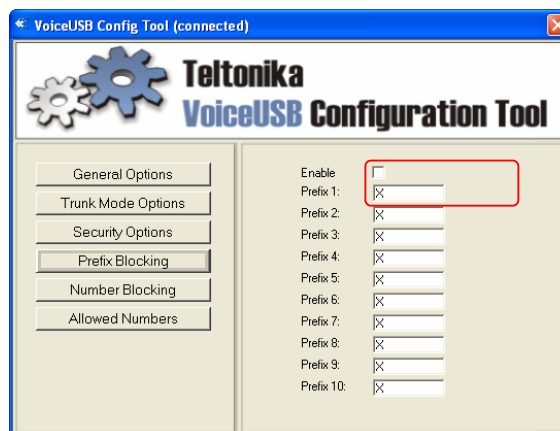 VoiceUSB Config Tool (connected)
Teltonika
VoiceUSB Configuration Tool
General Options
Trunk Mode Options
Security Options
Prefix Blocking
Number Blocking
Allowed Numbers
Enable
Prefix 1: X
Prefix 2: X
Prefix 3: X
Prefix 4: X
Prefix 5: X
Prefix 6: X
Prefix 7: X
Prefix 8: X
Prefix 9: X
Prefix 10: X